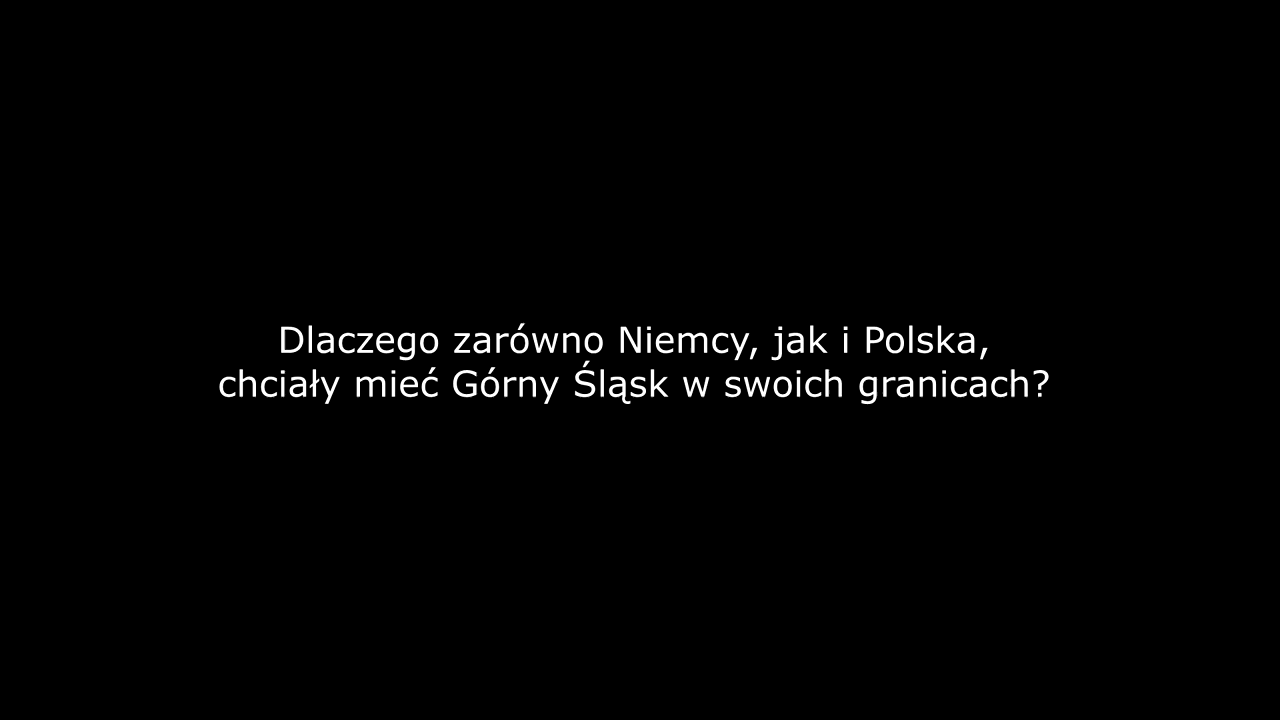 Dlaczego zarówno Niemcy, jak i Polska,
chciały mieć Górny Śląsk w swoich granicach?